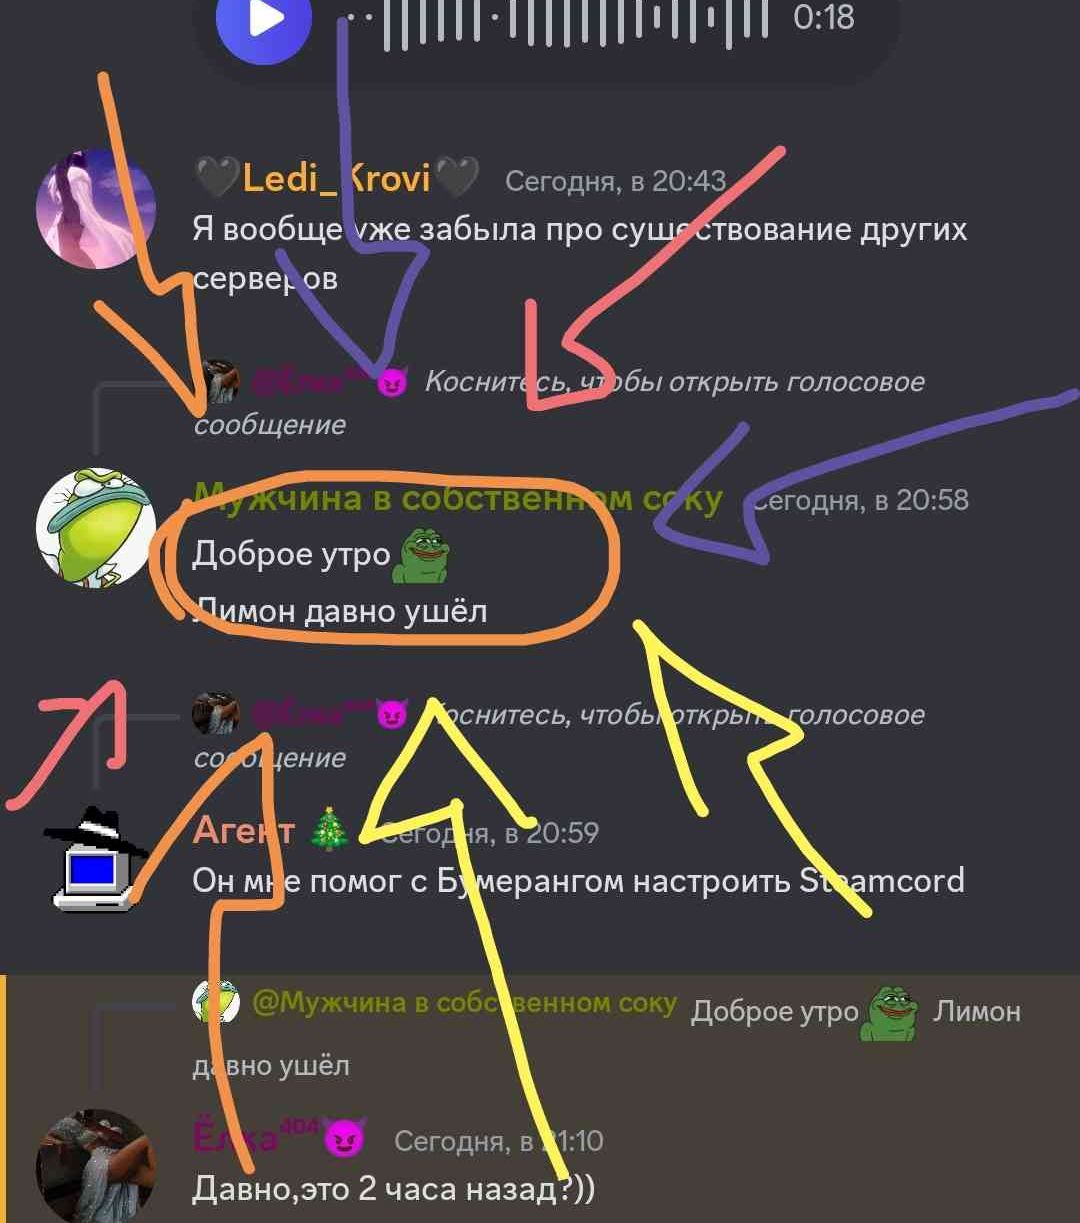 0:18
🖤Ledi_Krovi🖤 Сегодня, в 20:43
Я вообще уже забыла про существование других
серверов
@Ёлка⁴⁰⁴😈 Коснитесь, чтобы открыть голосовое
сообщение
Мужчина в собственном соку Сегодня, в 20:58
Доброе утро
Лимон давно ушёл
@Ёлка⁴⁰⁴😈 Коснитесь, чтобы открыть голосовое
сообщение
Агент 🎄 Сегодня, в 20:59
Он мне помог с Бумерангом настроить Steamcord
@Мужчина в собственном соку Доброе утро Лимон
давно ушёл
Ёлка⁴⁰⁴😈 Сегодня, в 21:10
Давно,это 2 часа назад?))